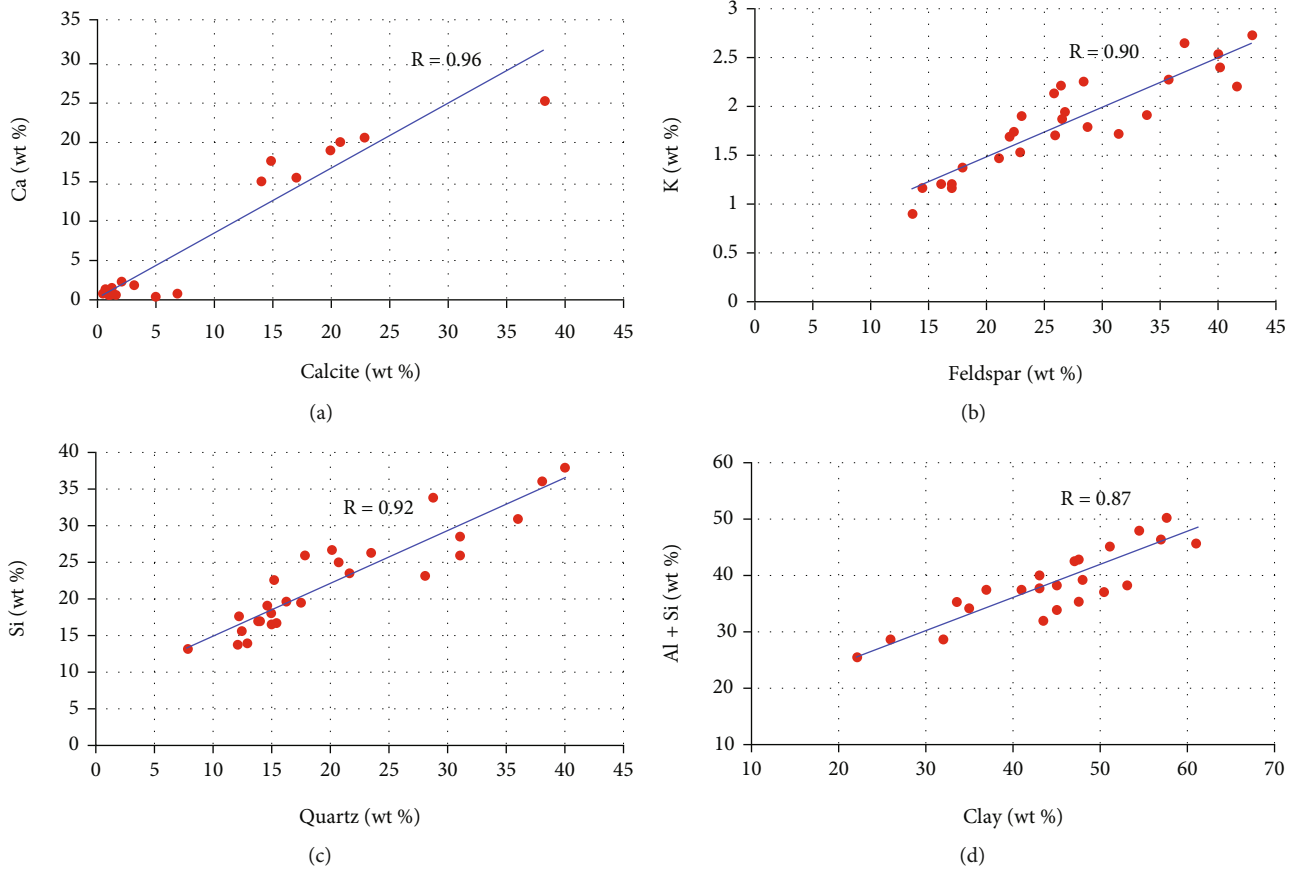 35
30
25
20
15
10
5
0
Ca (wt %)
R = 0.96
0 5 10 15 20 25 30 35 40 45
Calcite (wt %)
(a)
3
2.5
2
1.5
1
0.5
0
K (wt %)
R = 0.90
0 5 10 15 20 25 30 35 40 45
Feldspar (wt %)
(b)
40
35
30
25
20
15
10
5
0
Si (wt %)
R = 0.92
0 5 10 15 20 25 30 35 40 45
Quartz (wt %)
(c)
60
50
40
30
20
10
Al + Si (wt %)
R = 0.87
10 20 30 40 50 60 70
Clay (wt %)
(d)